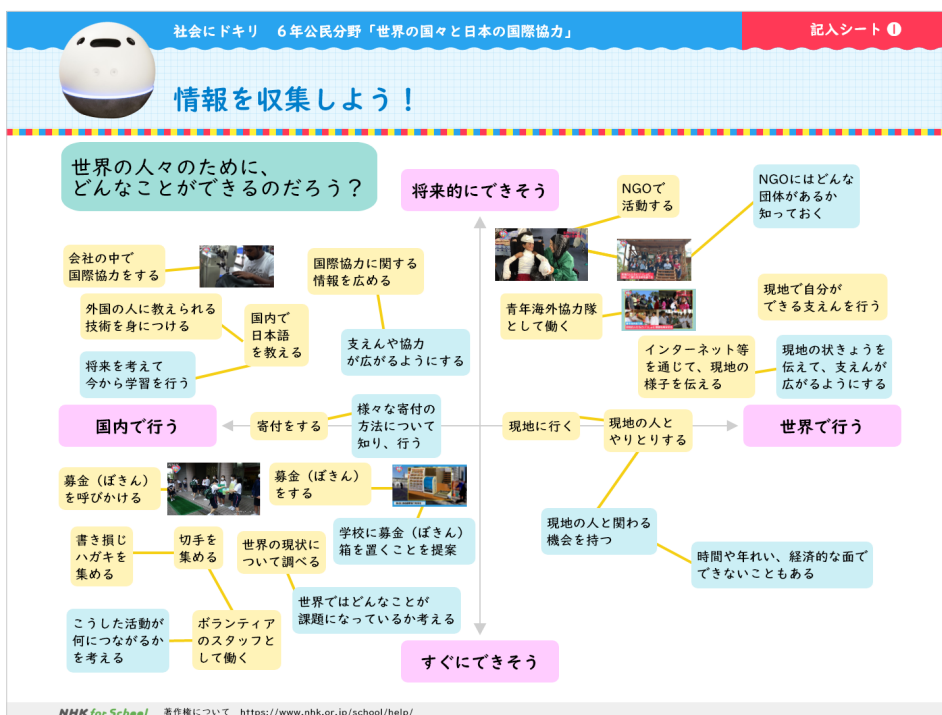 社会にドキリ 6年公民分野「世界の国々と日本の国際協力」
記入シート❶
情報を収集しよう！
世界の人々のために、
どんなことができるのだろう？
将来的にできそう
NGOで
活動する
NGOにはどんな
団体があるか
知っておく
会社の中で
国際協力をする
国際協力に関する
情報を広める
外国の人に教えられる
技術を身につける
国内で
日本語
を教える
支えんや協力
が広がるようにする
将来を考えて
今から学習を行う
青年海外協力隊
として働く
現地で自分が
できる支えんを行う
インターネット等
を通じて、現地の
様子を伝える
現地の状きょうを
伝えて、支えんが
広がるようにする
国内で行う
寄付をする
様々な寄付の
方法について
知り、行う
現地に行く
現地の人と
やりとりする
世界で行う
募金（ぼきん）
を呼びかける
募金（ぼきん）
をする
学校に募金（ぼきん）
箱を置くことを提案
現地の人と関わる
機会を持つ
時間や年れい、経済的な面で
できないこともある
書き損じ
ハガキを
集める
切手を
集める
世界の現状に
ついて調べる
世界ではどんなことが
課題になっているか考える
こうした活動が
何につながるか
を考える
ボランティア
のスタッフと
して働く
すぐにできそう
NHK for School 著作権について https://www.nhk.or.jp/school/help/